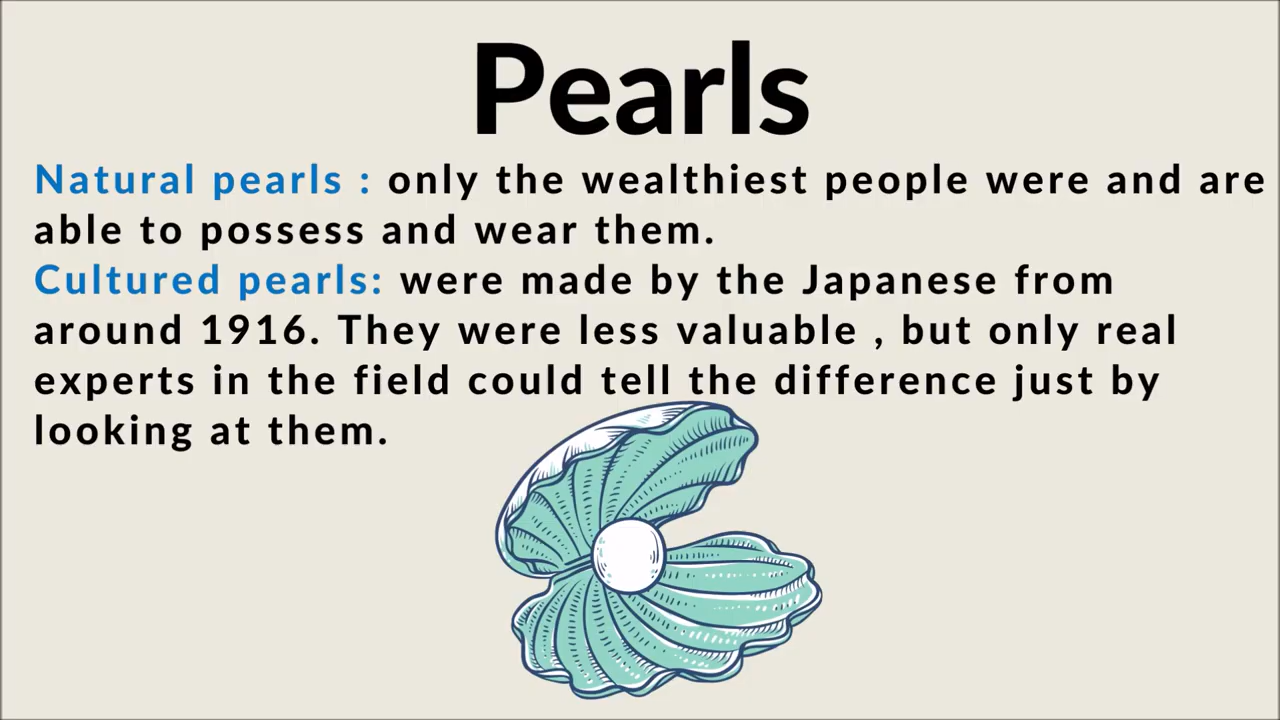 Pearls
Natural pearls : only the wealthiest people were and are
able to possess and wear them.
Cultured pearls: were made by the Japanese from
around 1916. They were less valuable , but only real
experts in the field could tell the difference just by
looking at them.